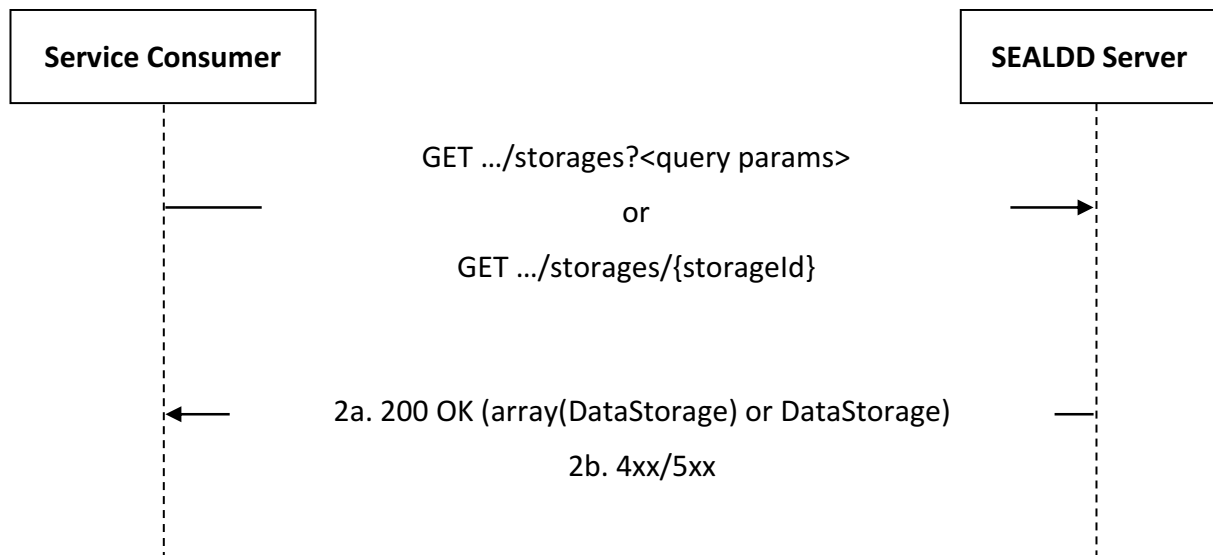 Service Consumer
SEALDD Server
GET .../storages?<query params>
or
GET .../storages/{storageId}
2a. 200 OK (array(DataStorage) or DataStorage)
2b. 4xx/5xx